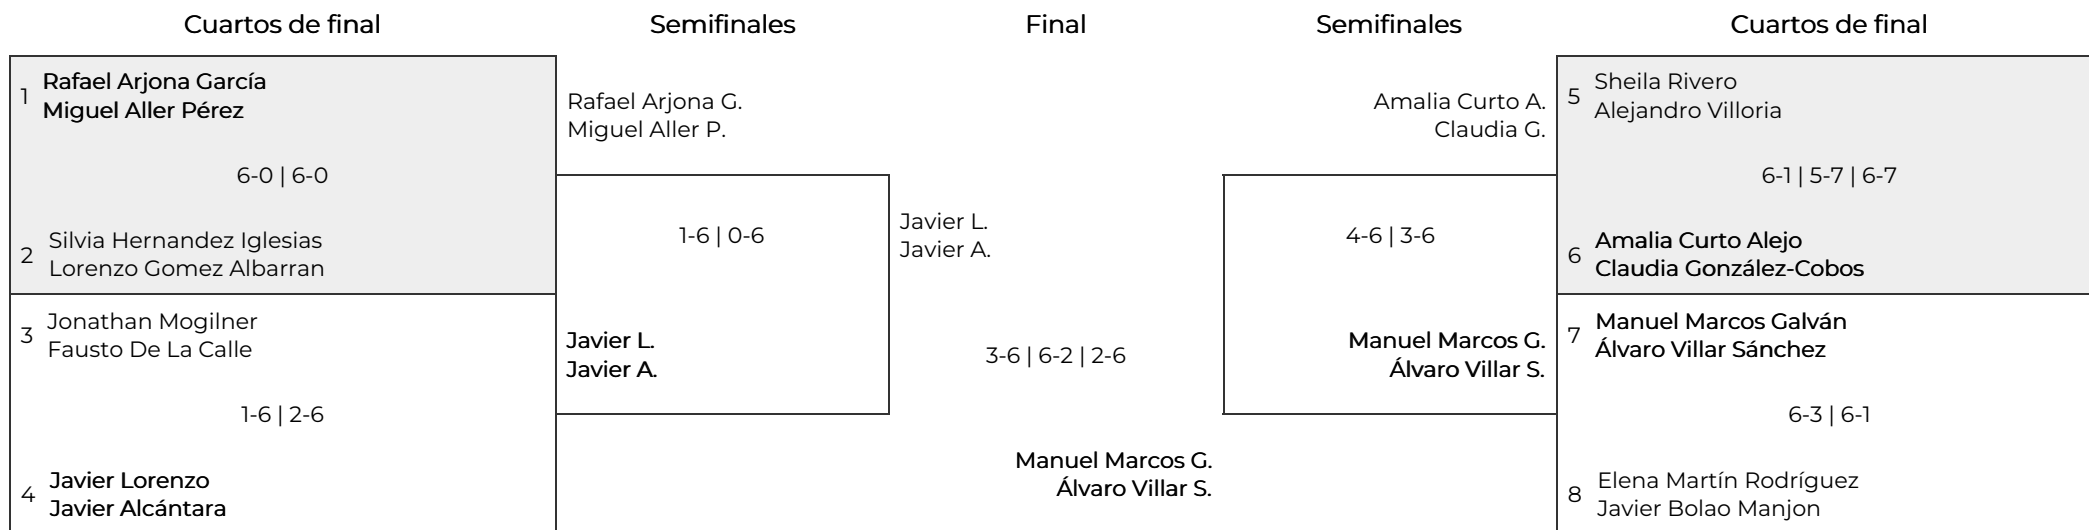 Cuartos de final
Semifinales
Final
Semifinales
Cuartos de final
1
Rafael Arjona García
Miguel Aller Pérez
6-0 | 6-0
2
Silvia Hernandez Iglesias
Lorenzo Gomez Albarran
3
Jonathan Mogilner
Fausto De La Calle
1-6 | 2-6
4
Javier Lorenzo
Javier Alcántara
Rafael Arjona G.
Miguel Aller P.
1-6 | 0-6
Javier L.
Javier A.
Javier L.
Javier A.
3-6 | 6-2 | 2-6
Manuel Marcos G.
Álvaro Villar S.
Amalia Curto A.
Claudia G.
4-6 | 3-6
Manuel Marcos G.
Álvaro Villar S.
5
Sheila Rivero
Alejandro Villoria
6-1 | 5-7 | 6-7
6
Amalia Curto Alejo
Claudia González-Cobos
7
Manuel Marcos Galván
Álvaro Villar Sánchez
6-3 | 6-1
8
Elena Martín Rodríguez
Javier Bolao Manjon